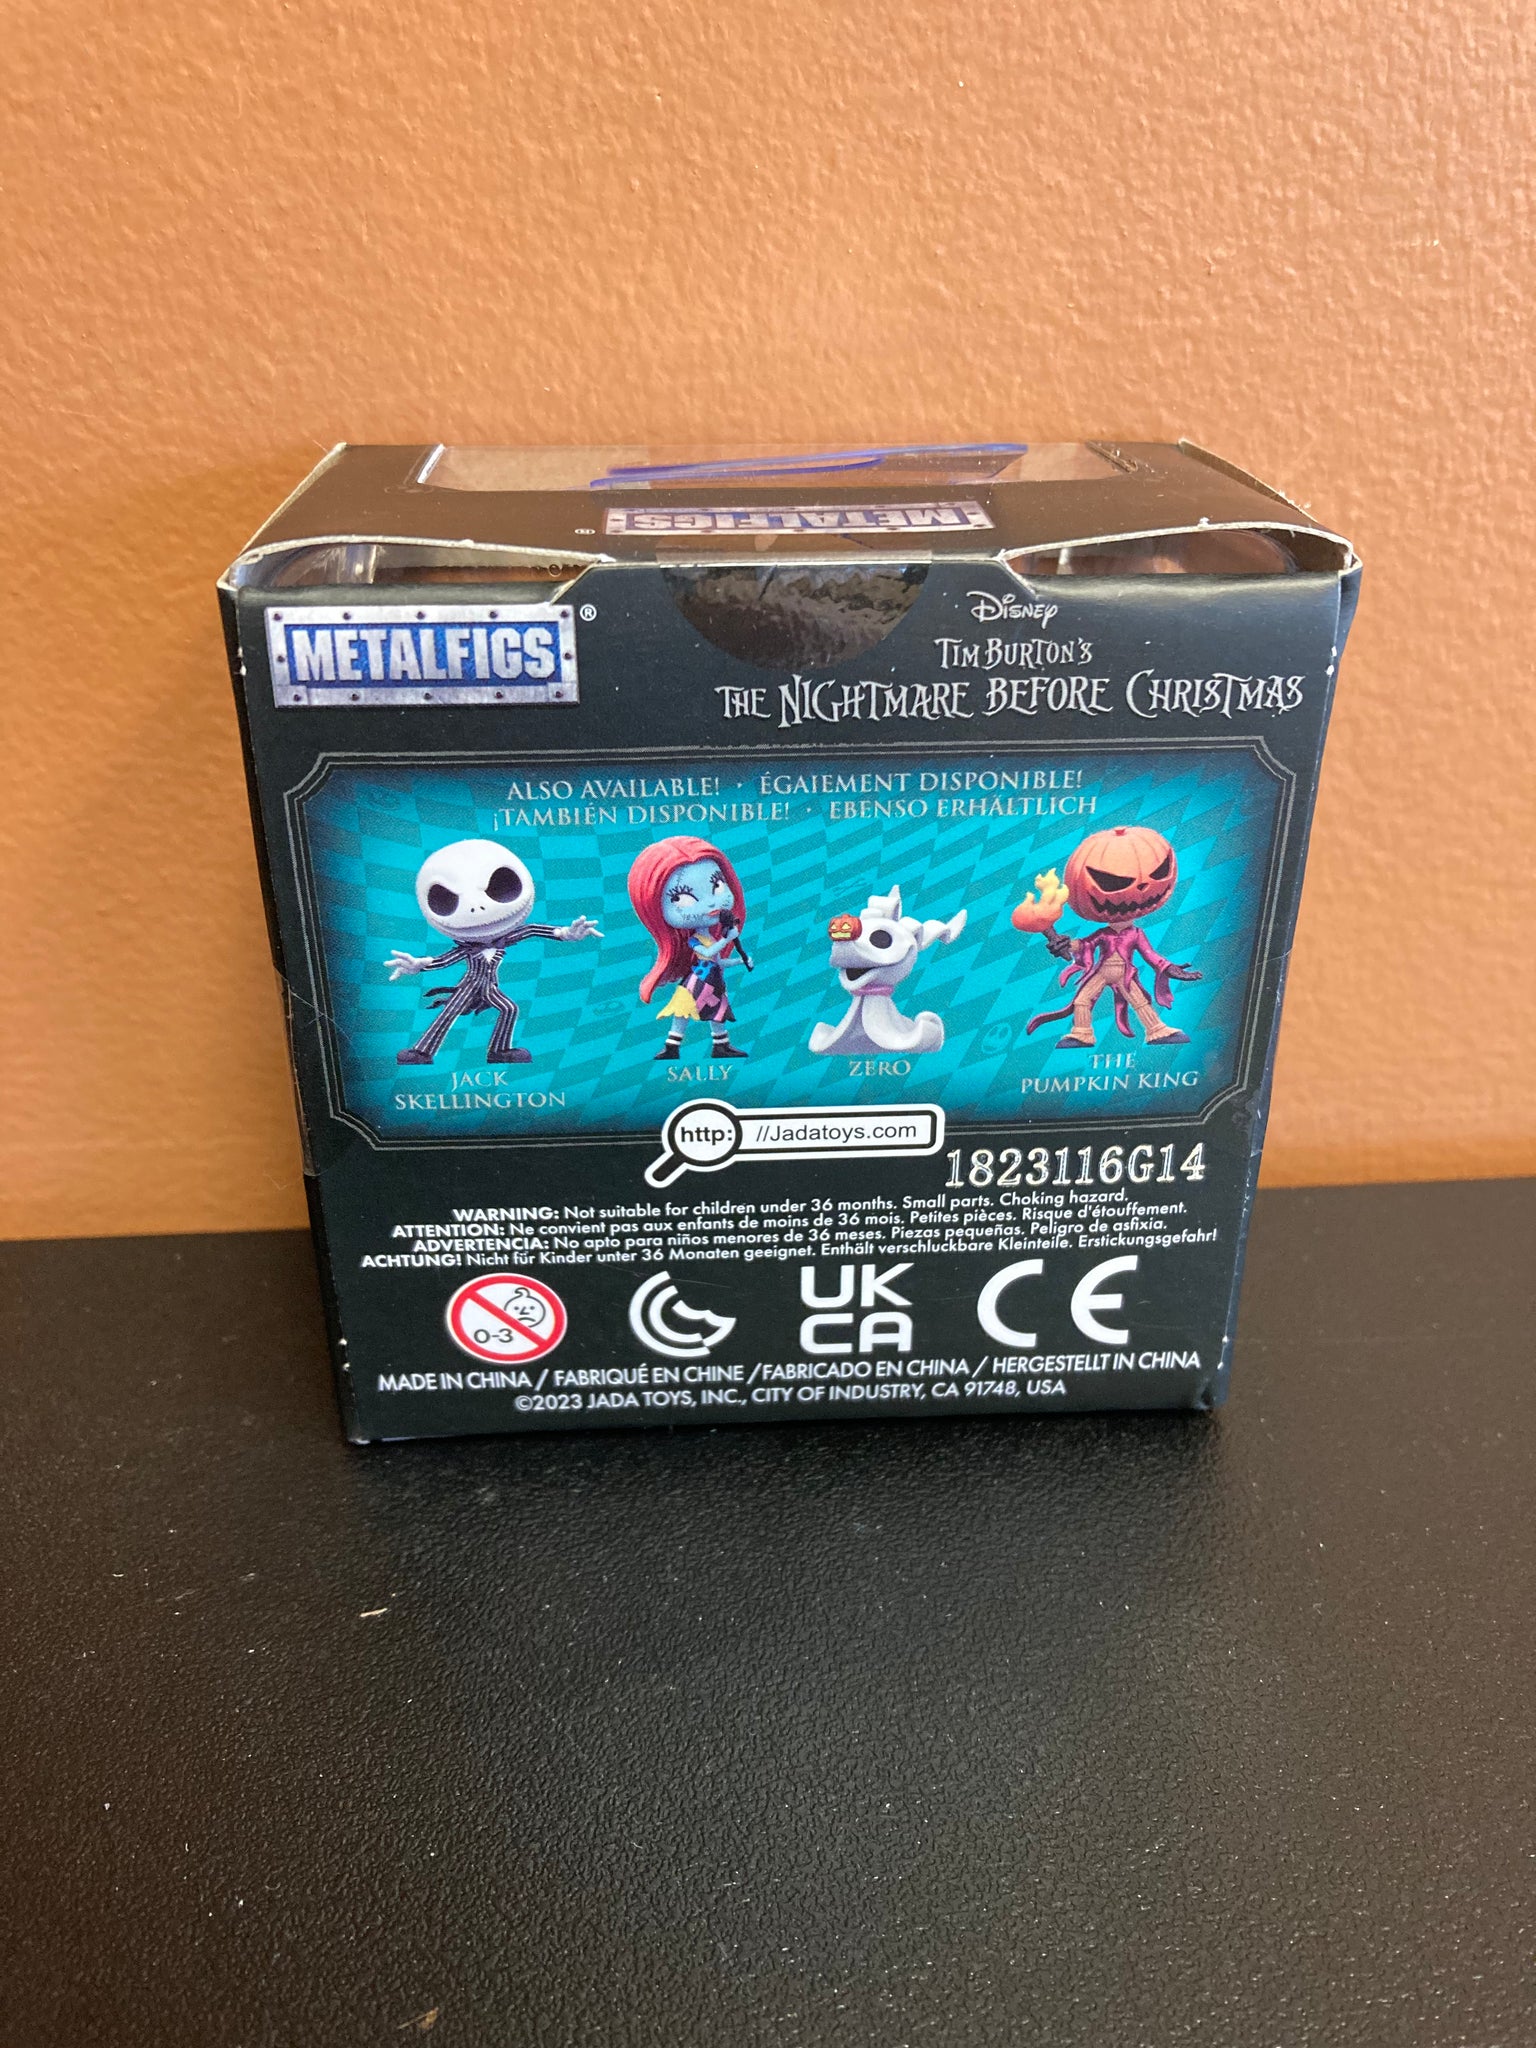 METALFIGS
®
METALFIGS®
Disney
Tim Burton's
The Nightmare Before Christmas
ALSO AVAILABLE! • ÉGAIEMENT DISPONIBLE!
¡TAMBIÉN DISPONIBLE! • EBENSO ERHÄLTLICH
JACK
SKELLINGTON
SALLY
ZERO
THE
PUMPKIN KING
http: //Jadatoys.com
1823116G14
WARNING: Not suitable for children under 36 months. Small parts. Choking hazard.
ATTENTION: Ne convient pas aux enfants de moins de 36 mois. Petites pièces. Risque d'étouffement.
ADVERTENCIA: No apto para niños menores de 36 meses. Piezas pequeñas. Peligro de asfixia.
ACHTUNG! Nicht für Kinder unter 36 Monaten geeignet. Enthält verschluckbare Kleinteile. Erstickungsgefahr!
0-3
UK
CA
CE
MADE IN CHINA / FABRIQUÉ EN CHINE / FABRICADO EN CHINA / HERGESTELLT IN CHINA
©2023 JADA TOYS, INC., CITY OF INDUSTRY, CA 91748, USA